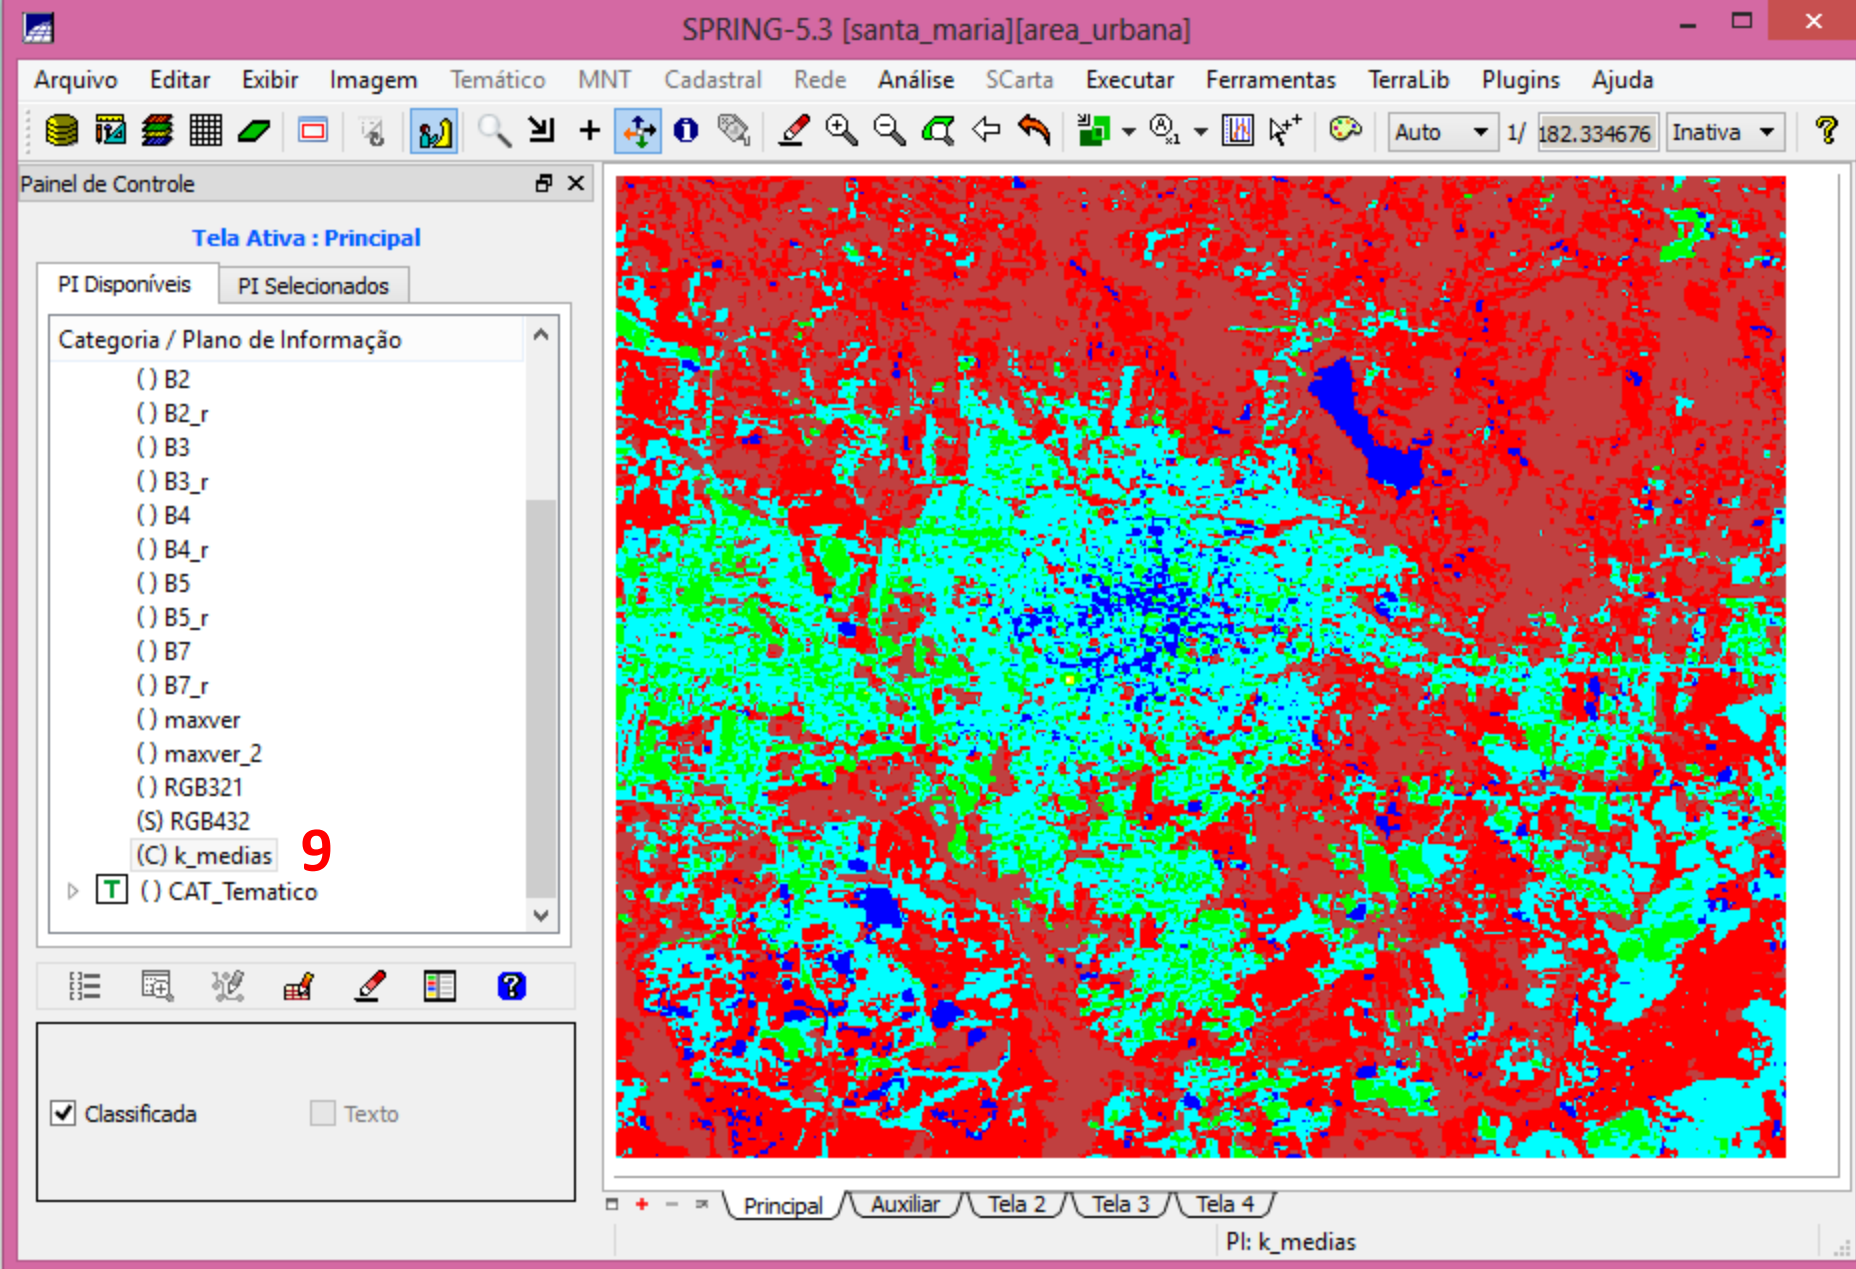 SPRING-5.3 [santa_maria][area_urbana]
Arquivo Editar Exibir Imagem Temático MNT Cadastral Rede Análise SCarta Executar Ferramentas TerraLib Plugins Ajuda
Auto 1/ 182.334676 Inativa
Painel de Controle
Tela Ativa : Principal
PI Disponíveis PI Selecionados
Categoria / Plano de Informação
( ) B2
( ) B2_r
( ) B3
( ) B3_r
( ) B4
( ) B4_r
( ) B5
( ) B5_r
( ) B7
( ) B7_r
( ) maxver
( ) maxver_2
( ) RGB321
(S) RGB432
(C) k_medias 9
T ( ) CAT_Tematico
Classificada Texto
Principal Auxiliar Tela 2 Tela 3 Tela 4
PI: k_medias